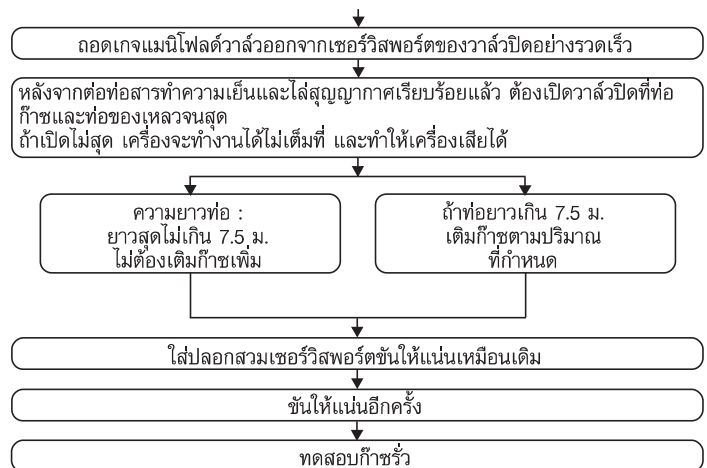 ถอดเกจแมนิโฟลด์วาล์วออกจากเซอร์วิสพอร์ตของวาล์วปิดอย่างรวดเร็ว
หลังจากต่อท่อสารทำความเย็นและไล่สุญญากาศเรียบร้อยแล้ว ต้องเปิดวาล์วปิดที่ท่อ
ก๊าซและท่อของเหลวจนสุด
ถ้าเปิดไม่สุด เครื่องจะทำงานได้ไม่เต็มที่ และทำให้เครื่องเสียได้
ความยาวท่อ :
ยาวสุดไม่เกิน 7.5 ม.
ไม่ต้องเติมก๊าซเพิ่ม
ถ้าท่อยาวเกิน 7.5 ม.
เติมก๊าซตามปริมาณ
ที่กำหนด
ใส่ปลอกสวมเซอร์วิสพอร์ตขันให้แน่นเหมือนเดิม
ขันให้แน่นอีกครั้ง
ทดสอบก๊าซรั่ว